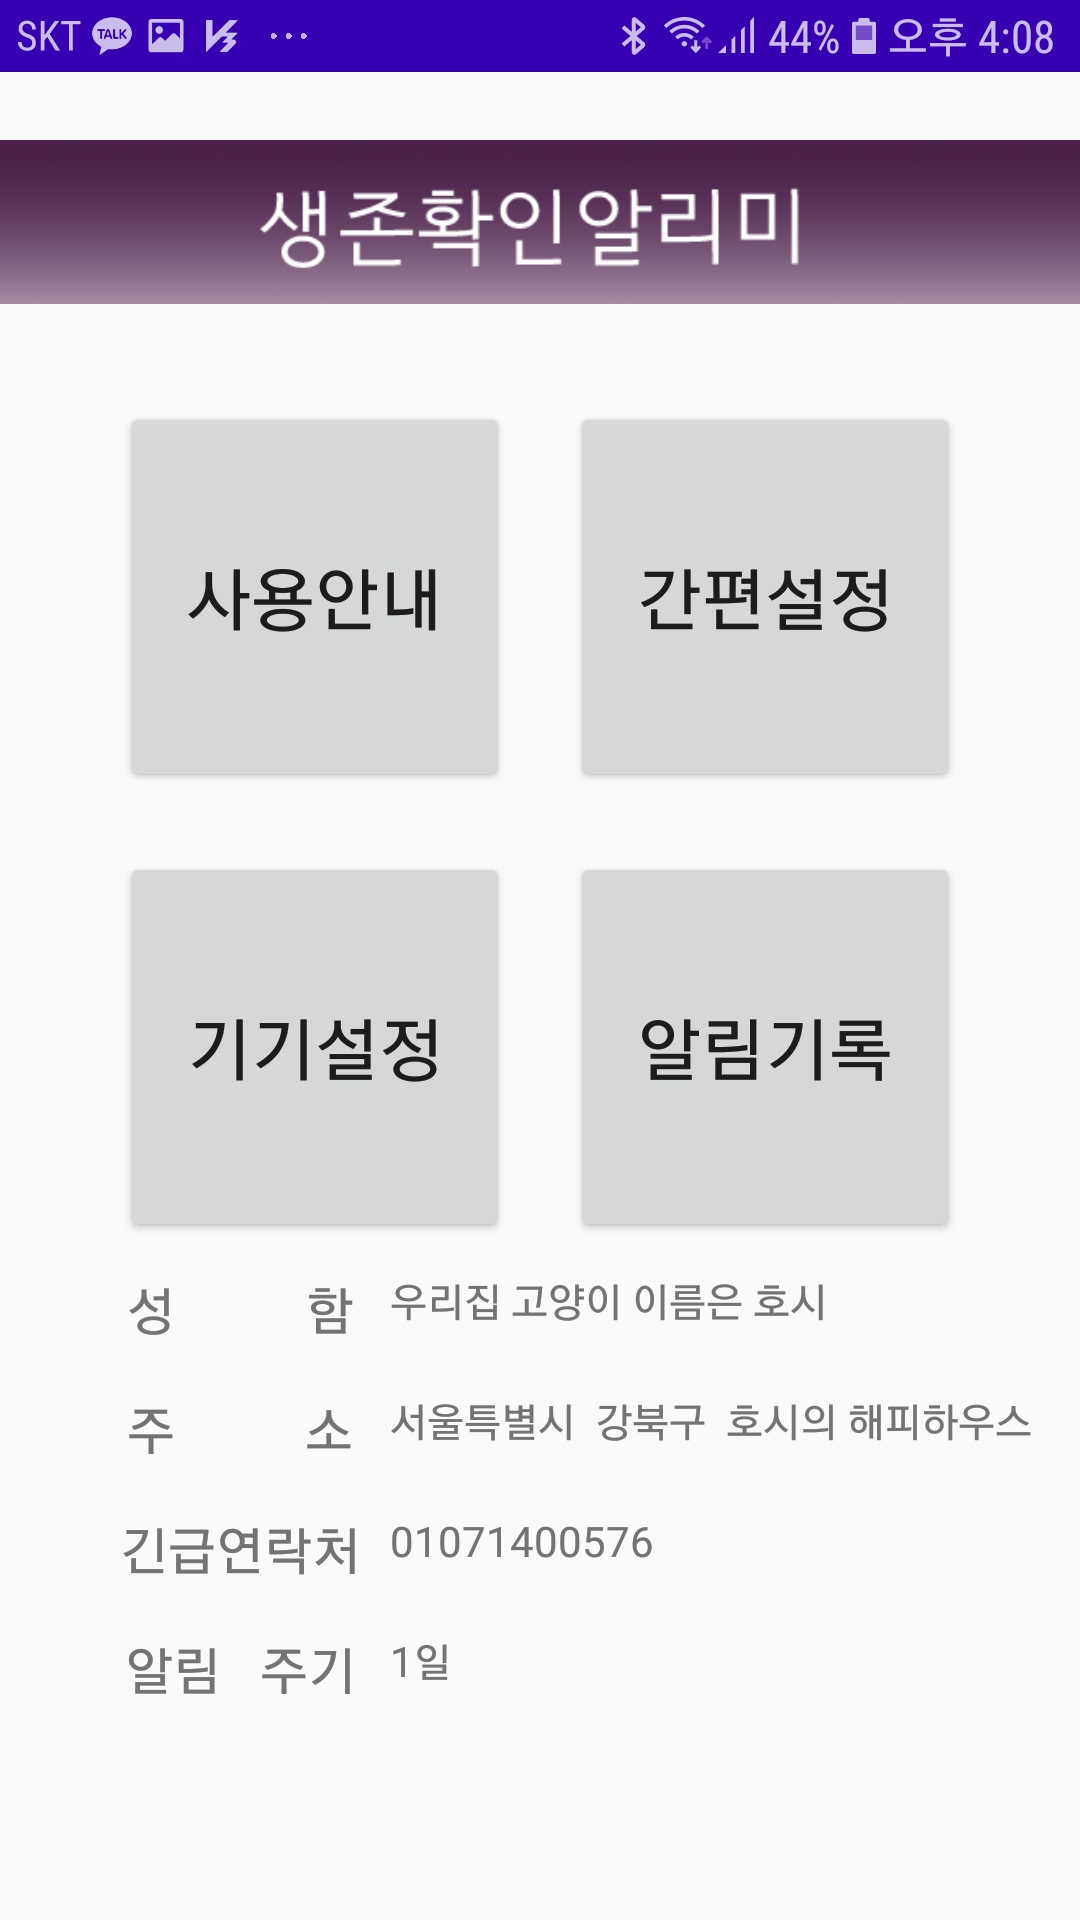 SKT TALK 44% 오후 4:08
생존확인알리미
사용안내 간편설정
기기설정 알림기록
성 함 우리집 고양이 이름은 호시
주 소 서울특별시 강북구 호시의 해피하우스
긴급연락처 01071400576
알림 주기 1일